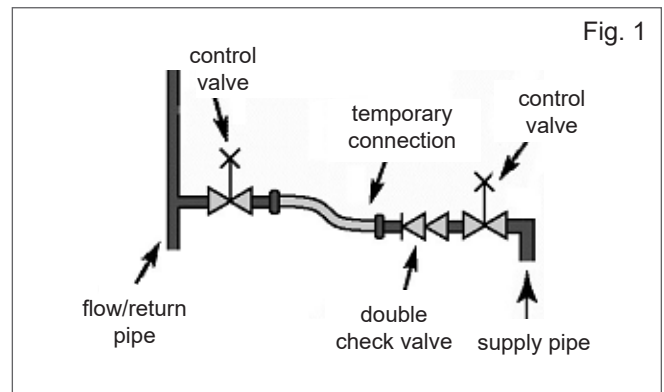 Fig. 1
control
valve
temporary
connection
control
valve
flow/return
pipe
double
check valve
supply pipe